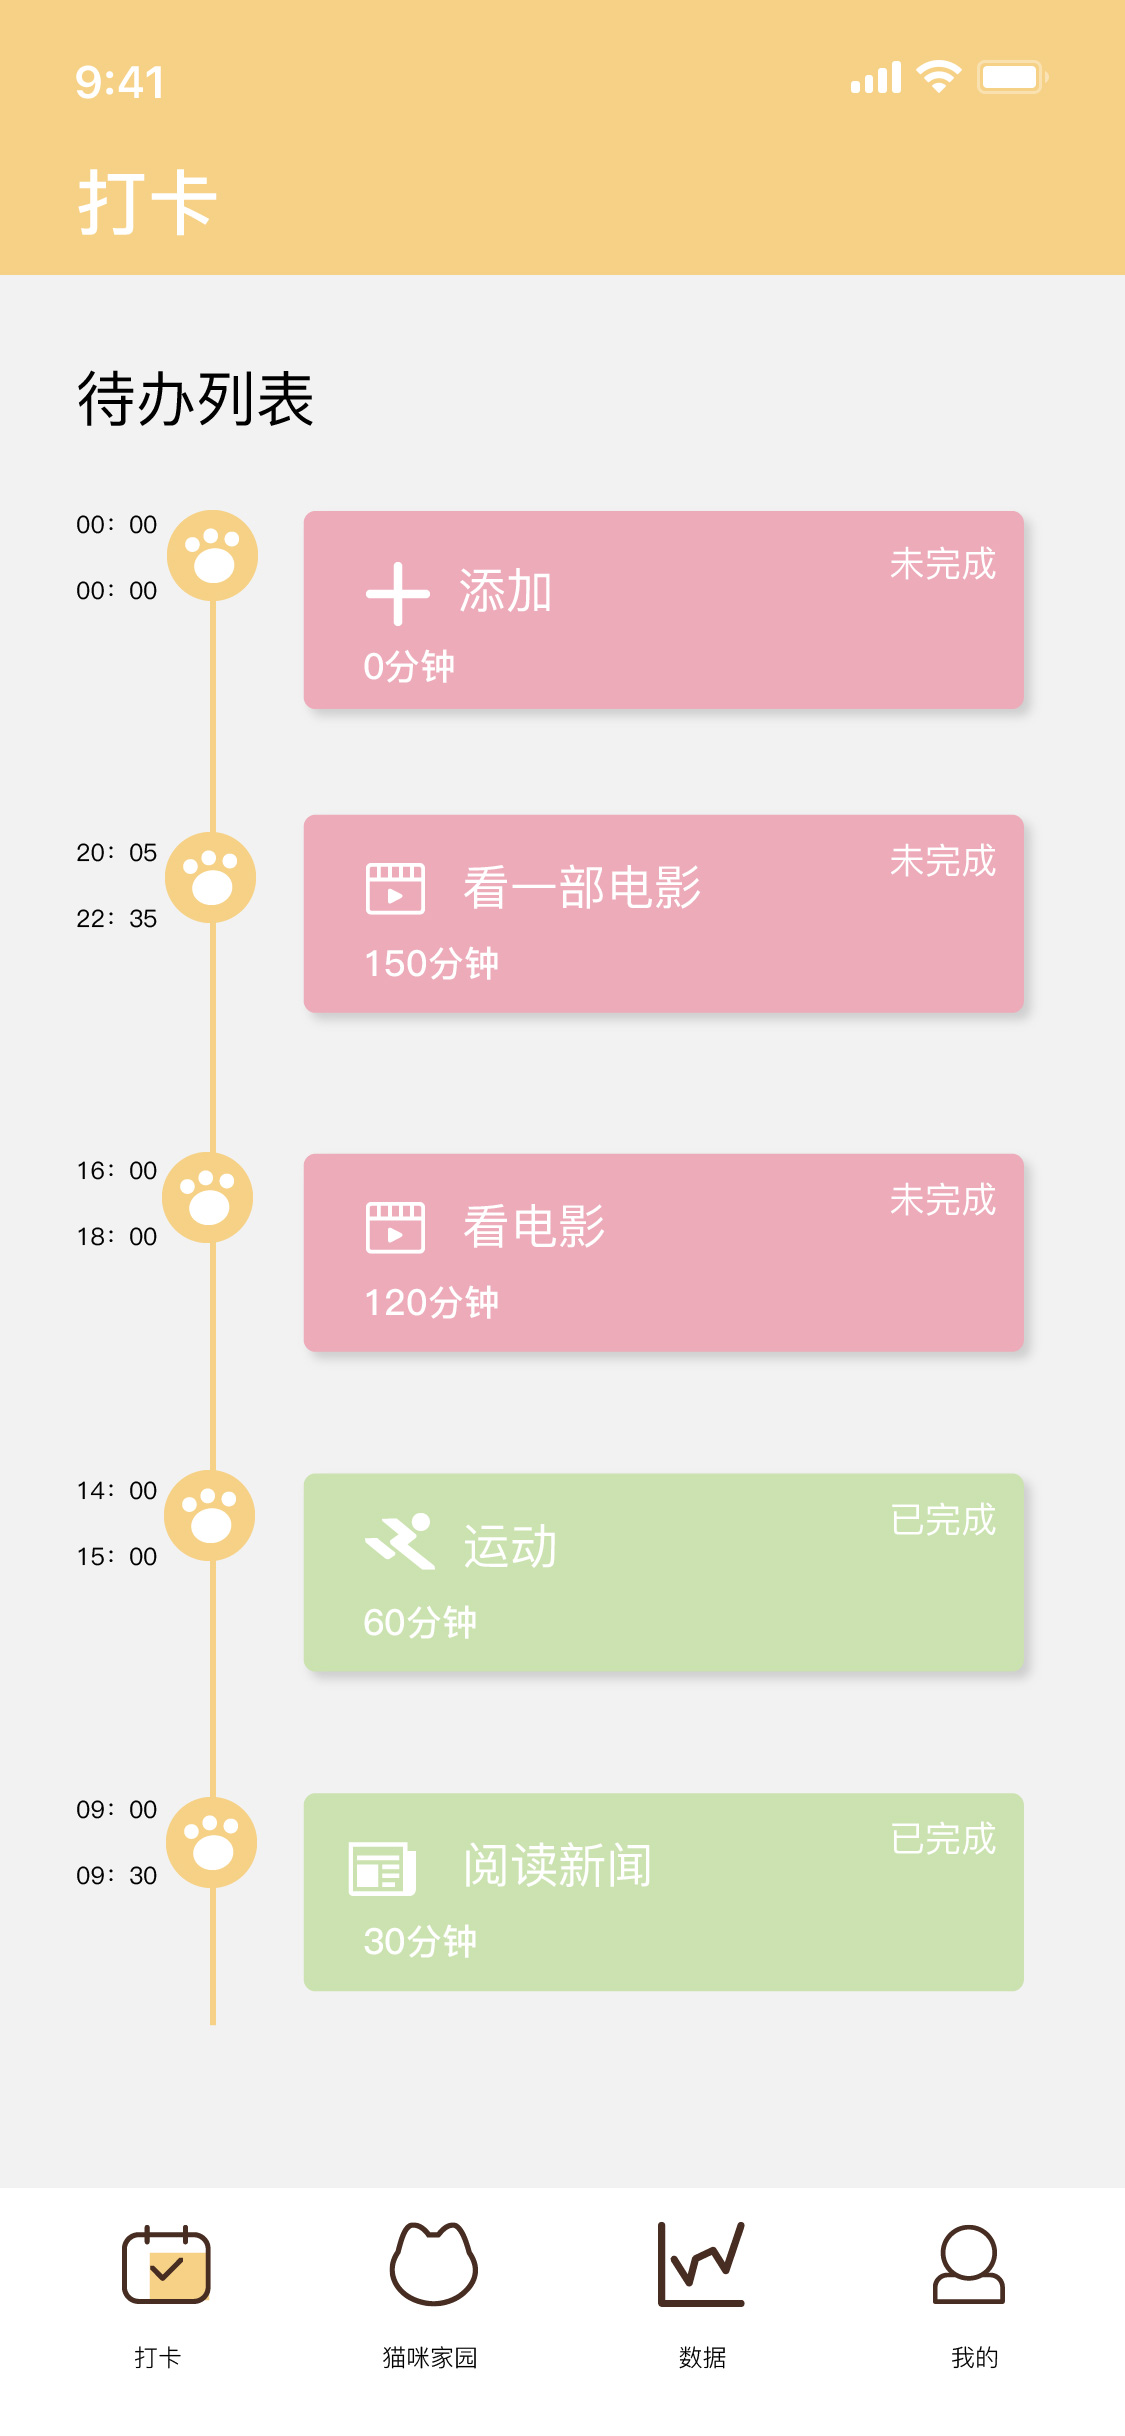 9:41
打卡
待办列表
00：00
00：00
添加
未完成
0分钟
20：05
22：35
看一部电影
未完成
150分钟
16：00
18：00
看电影
未完成
120分钟
14：00
15：00
运动
已完成
60分钟
09：00
09：30
阅读新闻
已完成
30分钟
打卡
猫咪家园
数据
我的